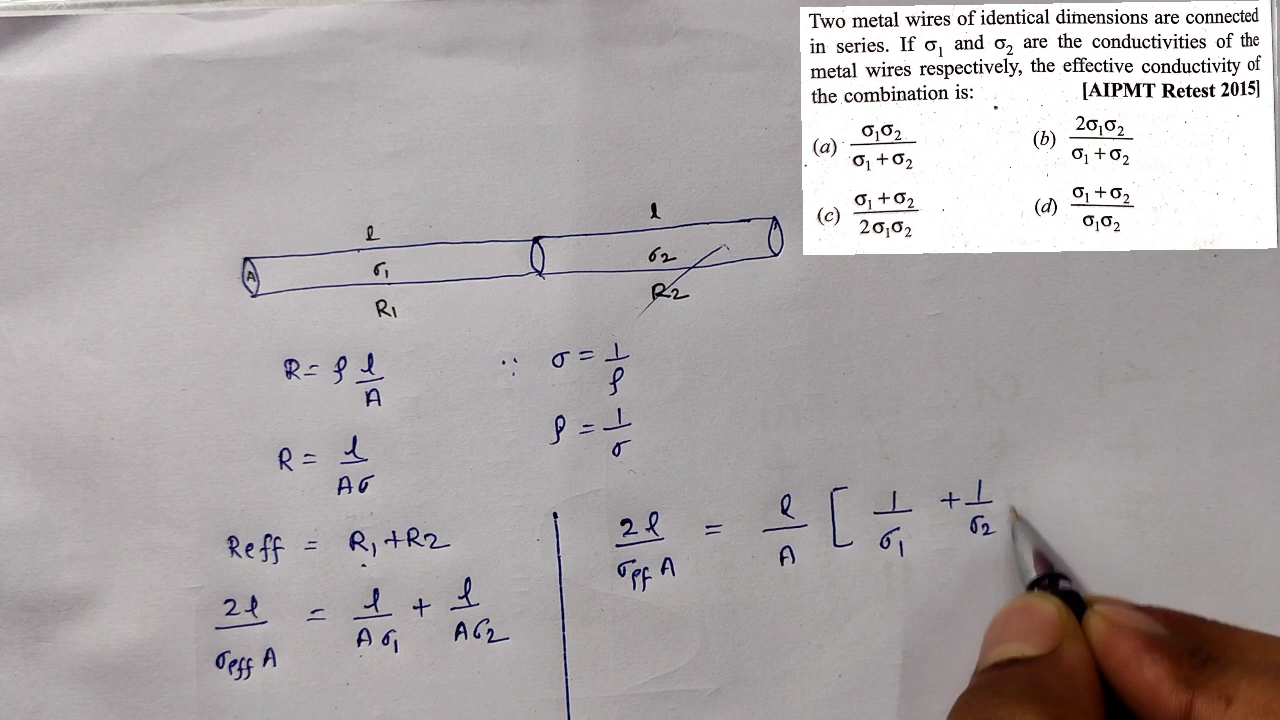 Two metal wires of identical dimensions are connected
in series. If σ₁ and σ₂ are the conductivities of the
metal wires respectively, the effective conductivity of
the combination is: [AIPMT Retest 2015]
(a) σ₁σ₂ / σ₁ + σ₂ (b) 2σ₁σ₂ / σ₁ + σ₂
(c) σ₁ + σ₂ / 2σ₁σ₂ (d) σ₁ + σ₂ / σ₁σ₂
l l
A σ₁ σ₂
R₁ R₂
R = ρ l / A ∵ σ = 1 / ρ
ρ = 1 / σ
R = l / Aσ
Reff = R₁ + R₂
2l / σeff A = l / Aσ₁ + l / Aσ₂
2l / σeff A = l / A [ 1 / σ₁ + 1 / σ₂